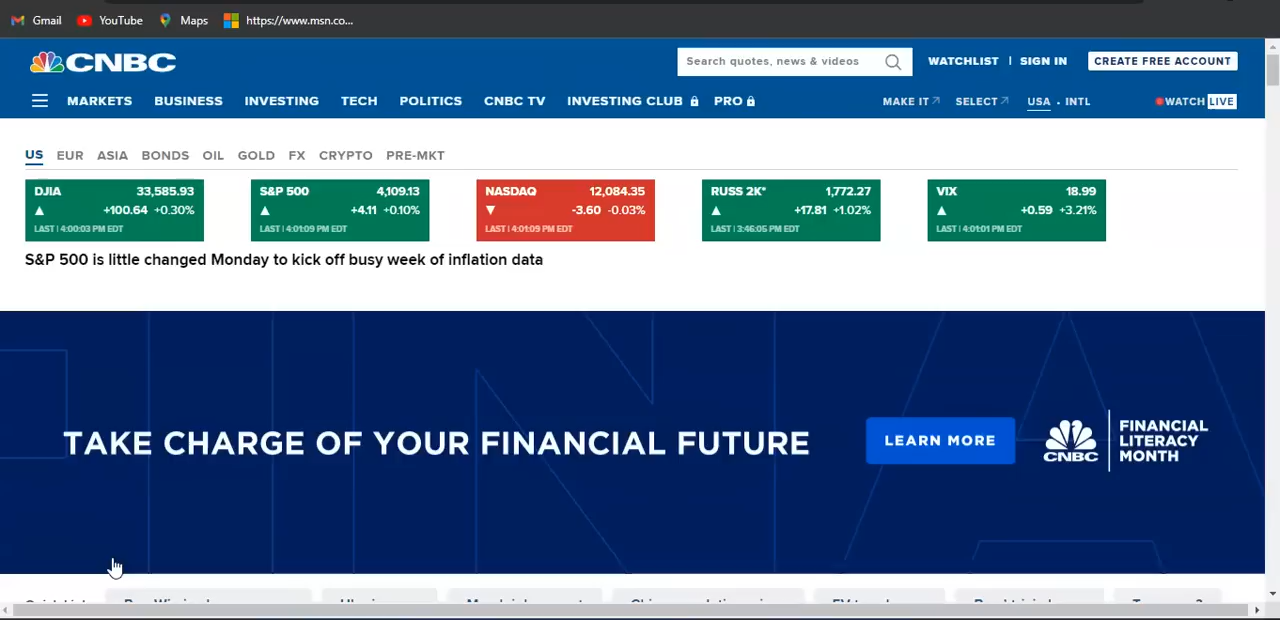 Gmail YouTube Maps https://www.msn.co...
CNBC Search quotes, news & videos WATCHLIST | SIGN IN CREATE FREE ACCOUNT
MARKETS BUSINESS INVESTING TECH POLITICS CNBC TV INVESTING CLUB PRO MAKE IT SELECT USA • INTL WATCH LIVE
US EUR ASIA BONDS OIL GOLD FX CRYPTO PRE-MKT
DJIA 33,585.93
+100.64 +0.30%
LAST | 4:00:03 PM EDT
S&P 500 4,109.13
+4.11 +0.10%
LAST | 4:01:09 PM EDT
NASDAQ 12,084.35
-3.60 -0.03%
LAST | 4:01:09 PM EDT
RUSS 2K* 1,772.27
+17.81 +1.02%
LAST | 3:46:05 PM EDT
VIX 18.99
+0.59 +3.21%
LAST | 4:01:01 PM EDT
S&P 500 is little changed Monday to kick off busy week of inflation data
TAKE CHARGE OF YOUR FINANCIAL FUTURE
LEARN MORE
CNBC
FINANCIAL
LITERACY
MONTH